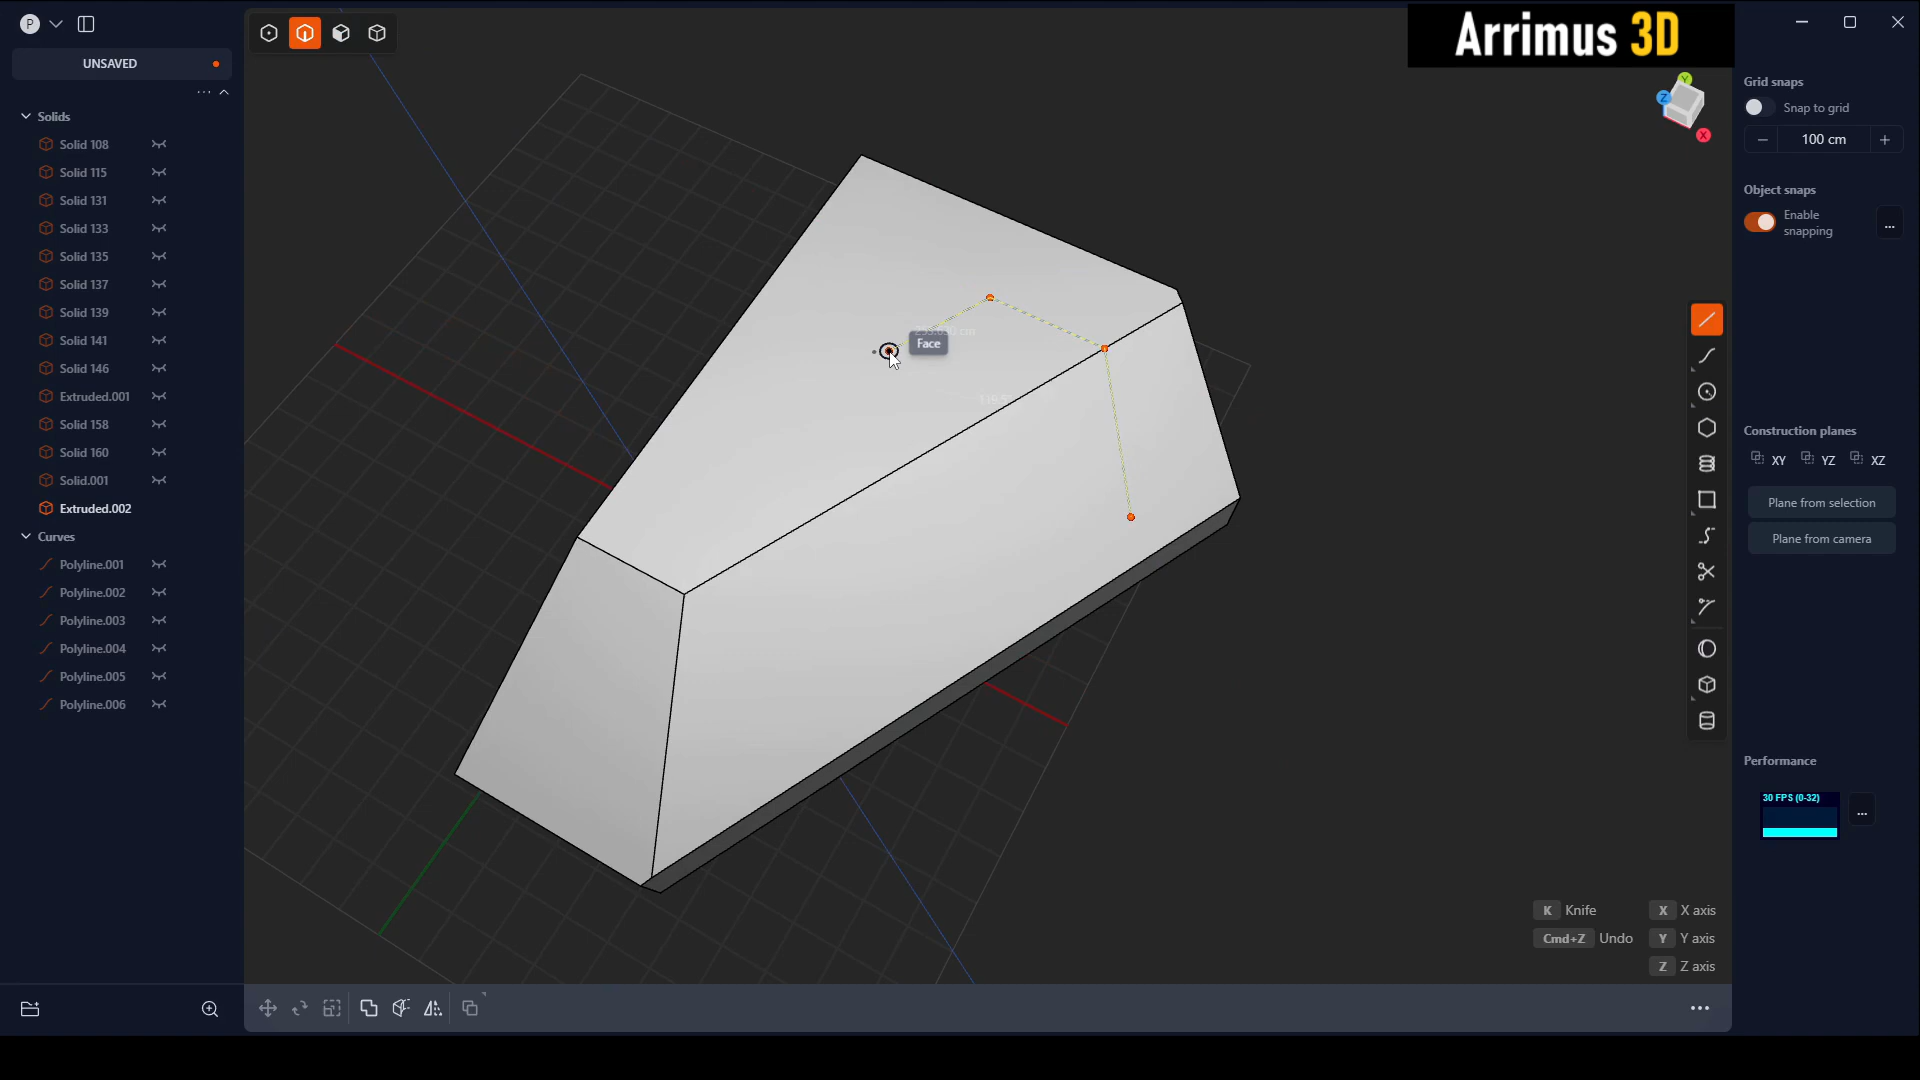 P
UNSAVED
Solids
Solid 108
Solid 115
Solid 131
Solid 133
Solid 135
Solid 137
Solid 139
Solid 141
Solid 146
Extruded.001
Solid 158
Solid 160
Solid.001
Extruded.002
Curves
Polyline.001
Polyline.002
Polyline.003
Polyline.004
Polyline.005
Polyline.006
Face
Arrimus 3D
Y
Z
X
Grid snaps
Snap to grid
100 cm
Object snaps
Enable
snapping
Construction planes
XY YZ XZ
Plane from selection
Plane from camera
Performance
30 FPS (0-32)
K Knife X X axis
Cmd+Z Undo Y Y axis
Z Z axis